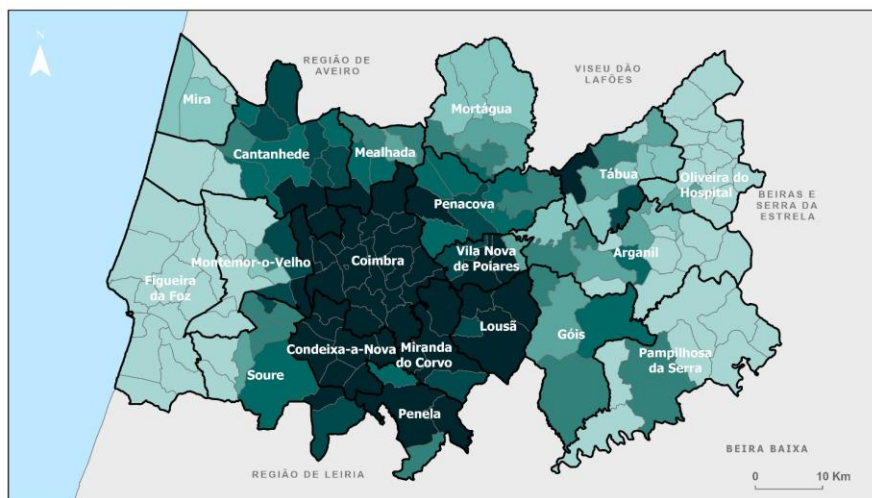 N
REGIÃO DE
AVEIRO
VISEU DÃO
LAFÕES
Mira
Mortágua
Cantanhede
Mealhada
Tábua
Oliveira do
Hospital
BEIRAS E
SERRA DA
ESTRELA
Penacova
Coimbra
Vila Nova
de Poiares
Arganil
Montemor-o-Velho
Figueira
da Foz
Lousã
Góis
Condeixa-a-Nova
Miranda
do Corvo
Pampilhosa
da Serra
Soure
Penela
BEIRA BAIXA
REGIÃO DE LEIRIA
0 10 Km